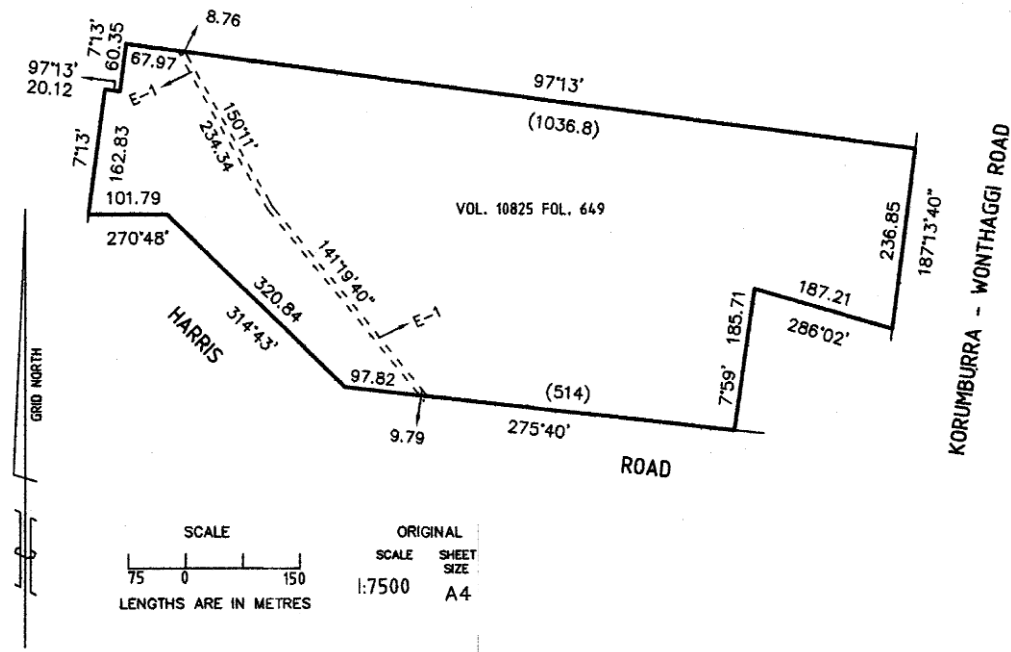 8.76
7°13'
60.35
67.97
97°13'
20.12
E-1
97°13'
(1036.8)
150°11'
234.34
7°13'
162.83
VOL. 10825 FOL. 649
101.79
270°48'
236.85
187°13'40"
KORUMBURRA - WONTHAGGI ROAD
141°19'40"
E-1
320.84
314°43'
HARRIS
187.21
286°02'
185.71
7°59'
97.82
(514)
9.79
275°40'
ROAD
GRID NORTH
SCALE
75 0 150
LENGTHS ARE IN METRES
ORIGINAL
SCALE SHEET
SIZE
1:7500 A4